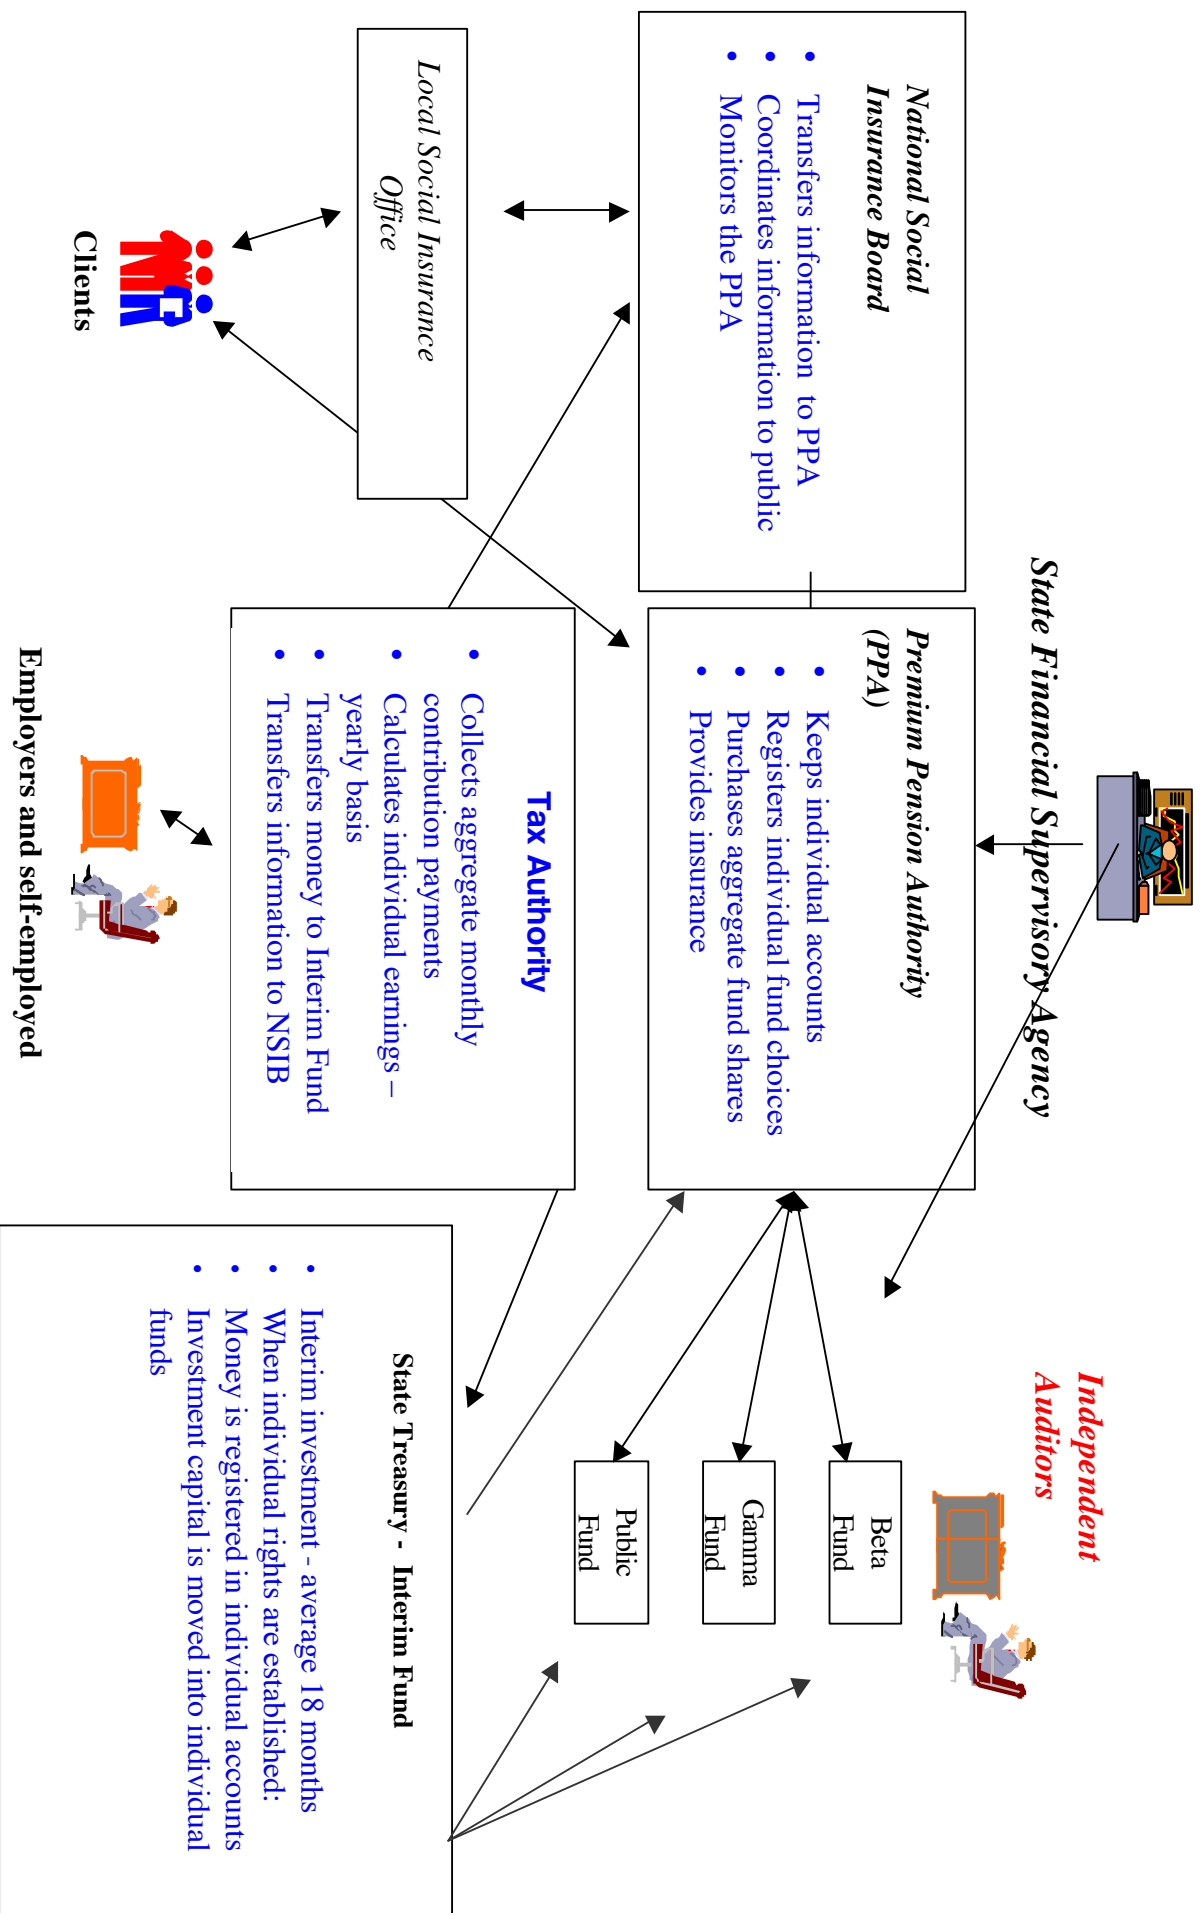 State Financial Supervisory Agency
Independent
Auditors
National Social
Insurance Board
• Transfers information to PPA
• Coordinates information to public
• Monitors the PPA
Premium Pension Authority
(PPA)
• Keeps individual accounts
• Registers individual fund choices
• Purchases aggregate fund shares
• Provides insurance
Beta
Fund
Gamma
Fund
Public
Fund
Local Social Insurance
Office
Tax Authority
• Collects aggregate monthly
contribution payments
• Calculates individual earnings –
yearly basis
• Transfers money to Interim Fund
• Transfers information to NSIB
State Treasury - Interim Fund
• Interim investment - average 18 months
• When individual rights are established:
• Money is registered in individual accounts
• Investment capital is moved into individual
funds
Clients
Employers and self-employed